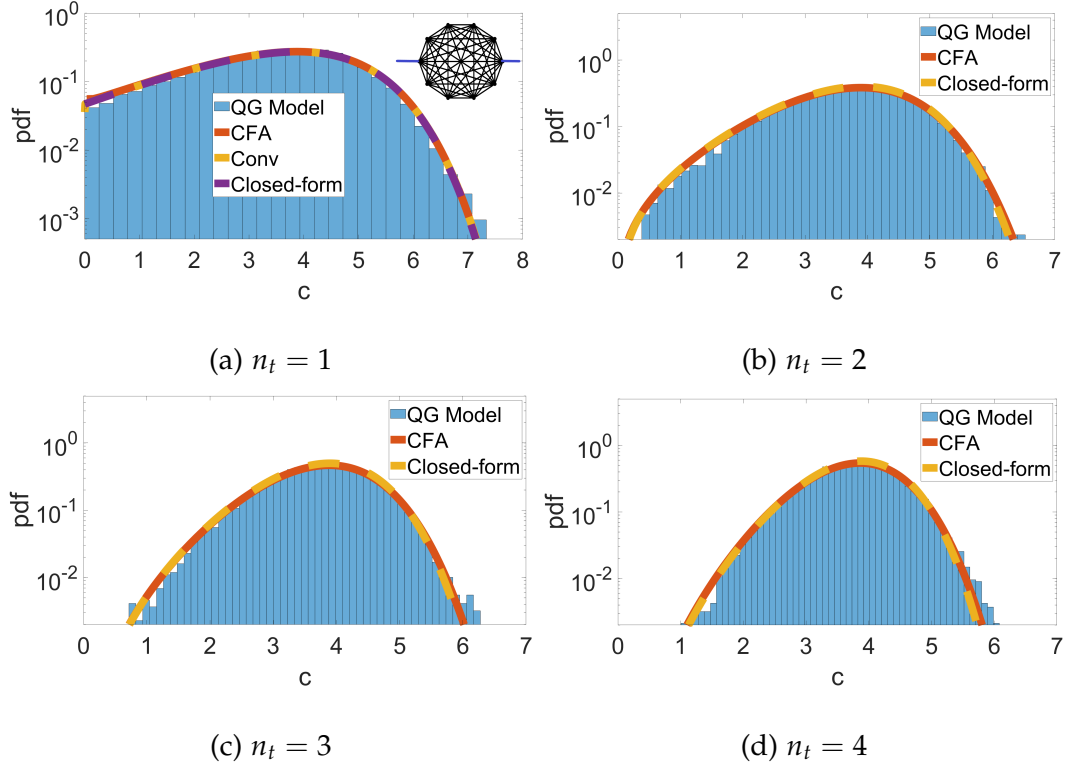 10^0
10^-1
10^-2
10^-3
pdf
QG Model
CFA
Conv
Closed-form
0 1 2 3 4 5 6 7 8
c
(a) n_t = 1
10^0
10^-1
10^-2
pdf
QG Model
CFA
Closed-form
0 1 2 3 4 5 6 7
c
(b) n_t = 2
10^0
10^-1
10^-2
pdf
QG Model
CFA
Closed-form
0 1 2 3 4 5 6 7
c
(c) n_t = 3
10^0
10^-1
10^-2
pdf
QG Model
CFA
Closed-form
0 1 2 3 4 5 6 7
c
(d) n_t = 4